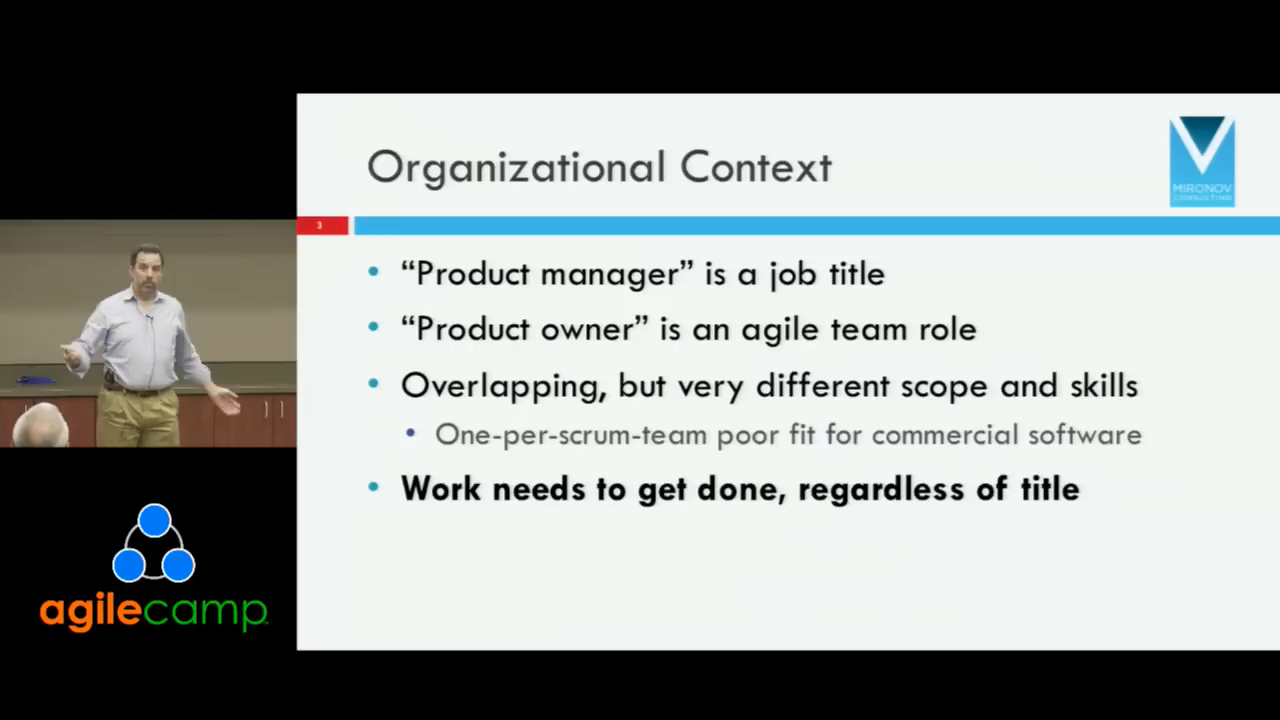 Organizational Context
MIRONOV
CONSULTING
3
• “Product manager” is a job title
• “Product owner” is an agile team role
• Overlapping, but very different scope and skills
• One-per-scrum-team poor fit for commercial software
• Work needs to get done, regardless of title
agilecamp